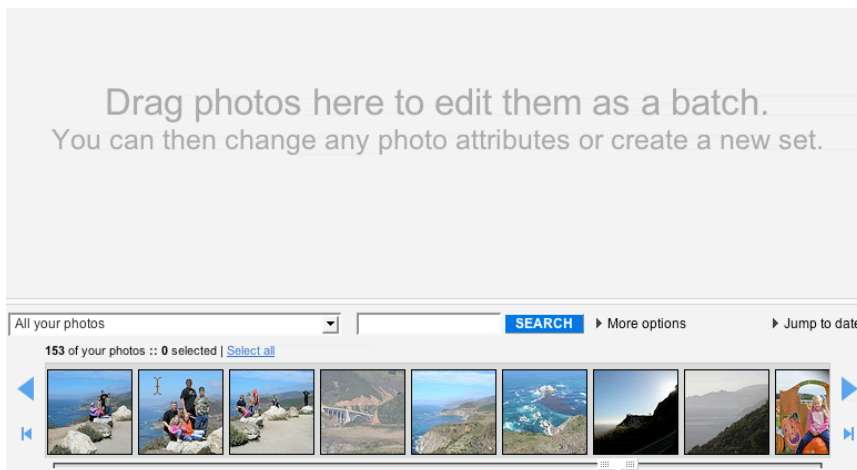 Drag photos here to edit them as a batch.
You can then change any photo attributes or create a new set.
All your photos
SEARCH
More options
Jump to date
153 of your photos :: 0 selected | Select all